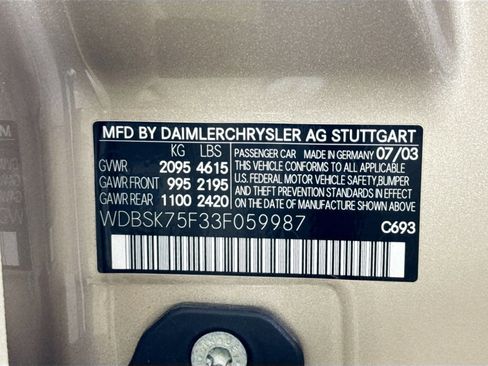 MFD BY DAIMLERCHRYSLER AG STUTTGART
KG LBS
PASSENGER CAR MADE IN GERMANY 07/03
GVWR 2095 4615
THIS VEHICLE CONFORMS TO ALL APPLICABLE
GAWR FRONT 995 2195
U.S. FEDERAL MOTOR VEHICLE SAFETY, BUMPER
GAWR REAR 1100 2420
AND THEFT PREVENTION STANDARDS IN EFFECT
ON THE DATE OF MANUFACTURE SHOWN ABOVE.
WDBSK75F33F059987
C693